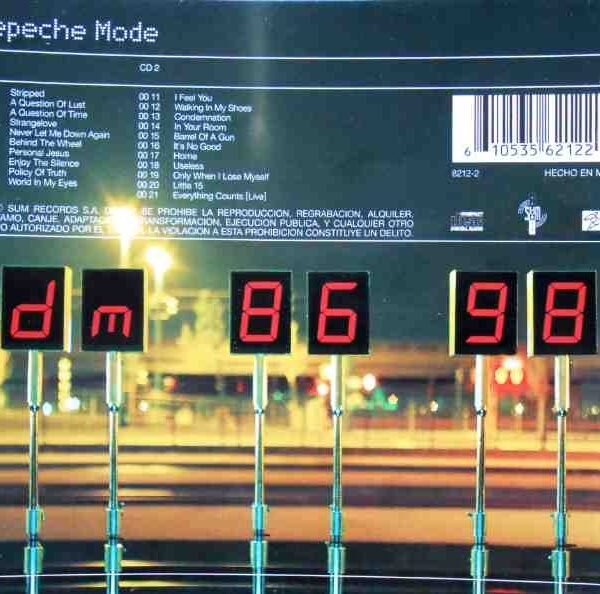 epeche Mode
CD 2
Stripped
A Question Of Lust
A Question Of Time
Strangelove
Never Let Me Down Again
Behind The Wheel
Personal Jesus
Enjoy The Silence
Policy Of Truth
World In My Eyes
00 11 I Feel You
00 12 Walking In My Shoes
00 13 Condemnation
00 14 In Your Room
00 15 Barrel Of A Gun
00 16 It's No Good
00 17 Home
00 18 Useless
00 19 Only When I Lose Myself
00 20 Little 15
00 21 Everything Counts [Live]
6 10535 62122
8212-2 HECHO EN M
SUM RECORDS S.A. SE PROHIBE LA REPRODUCCION, REGRABACION, ALQUILER,
AMO, CANJE, TRANSFORMACION, EJECUCION PUBLICA, Y CUALQUIER OTRO
O AUTORIZADO POR EL LA VIOLACION A ESTA PROHIBICION CONSTITUYE UN DELITO.
sum
dm 86 98